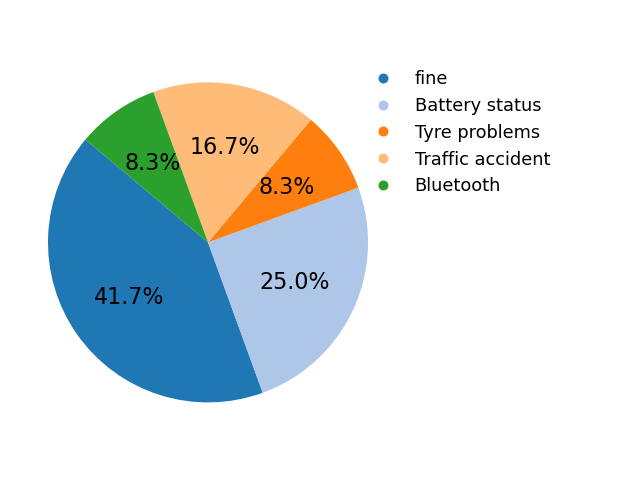 fine
Battery status
Tyre problems
Traffic accident
Bluetooth
16.7%
8.3%
8.3%
25.0%
41.7%